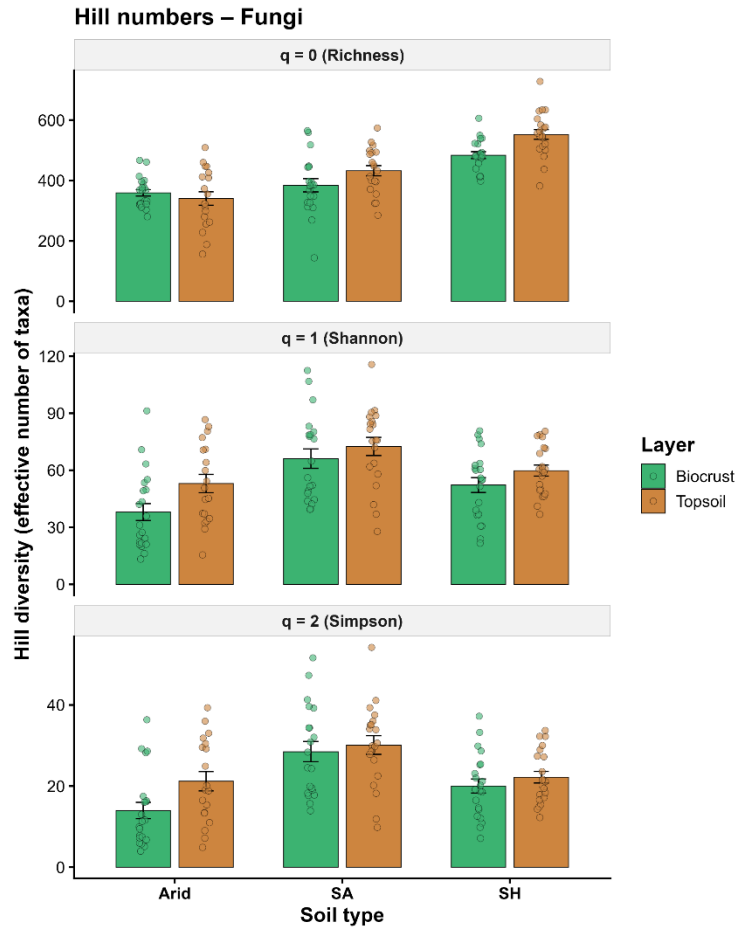 Hill numbers – Fungi
q = 0 (Richness)
600
400
200
0
q = 1 (Shannon)
120
90
60
30
0
q = 2 (Simpson)
40
20
0
Hill diversity (effective number of taxa)
Arid SA SH
Soil type
Layer
Biocrust
Topsoil